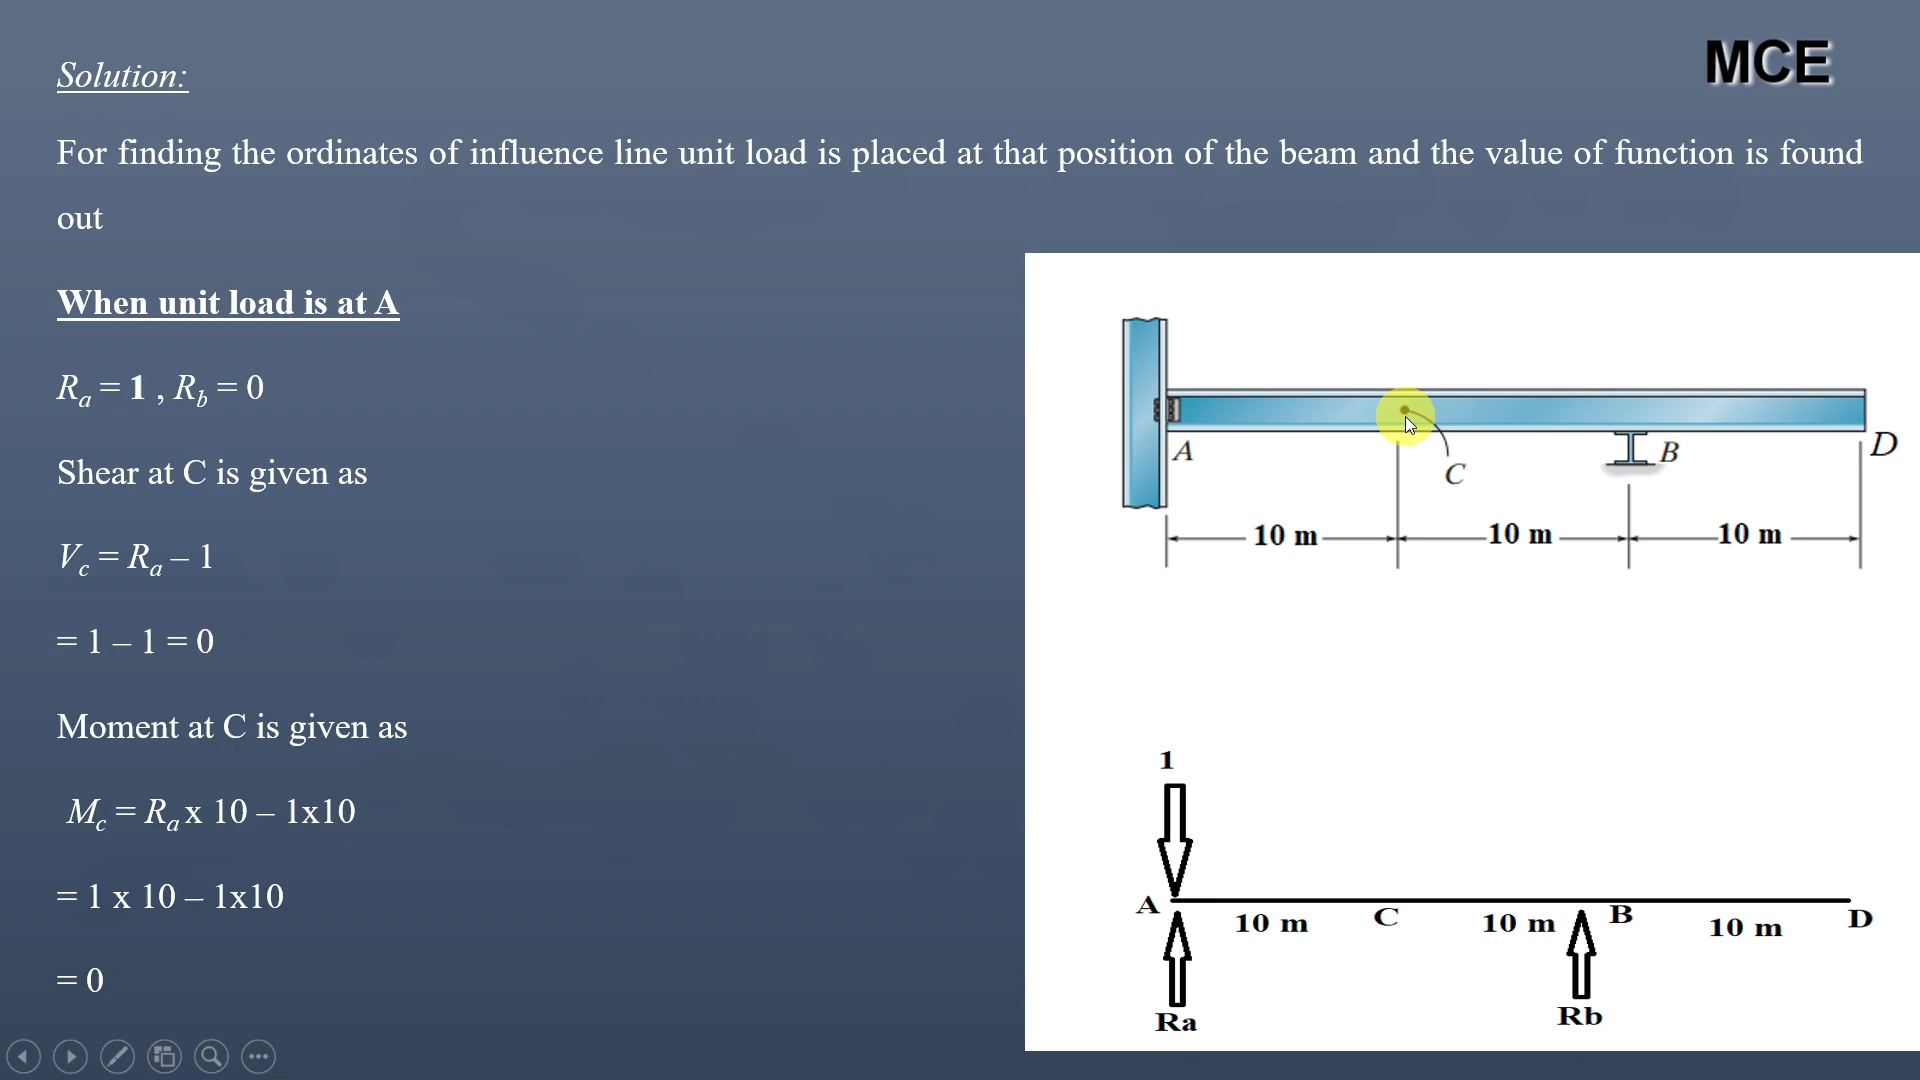 MCE
Solution:
For finding the ordinates of influence line unit load is placed at that position of the beam and the value of function is found
out
When unit load is at A
Rₐ = 1 , R_b = 0
Shear at C is given as
V_c = Rₐ – 1
= 1 – 1 = 0
Moment at C is given as
M_c = Rₐ x 10 – 1x10
= 1 x 10 – 1x10
= 0
A
C
B
D
10 m
10 m
10 m
1
A
10 m
C
10 m
B
10 m
D
Ra
Rb